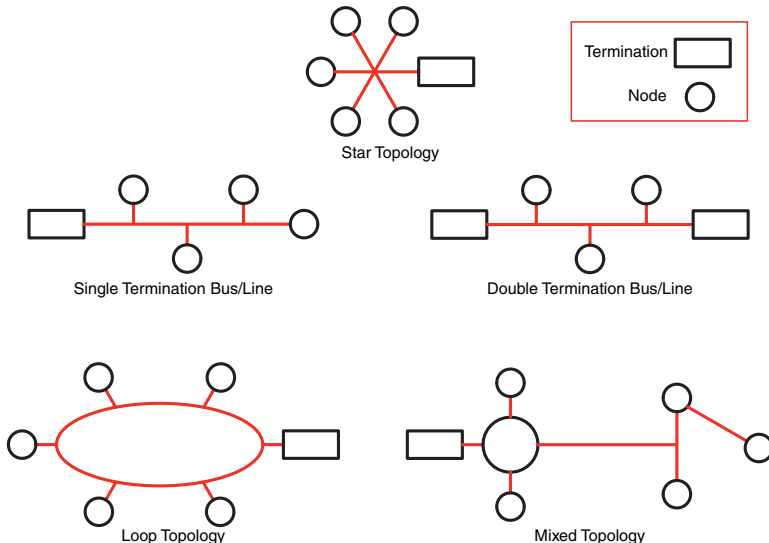 Termination
Node
Star Topology
Single Termination Bus/Line
Double Termination Bus/Line
Loop Topology
Mixed Topology